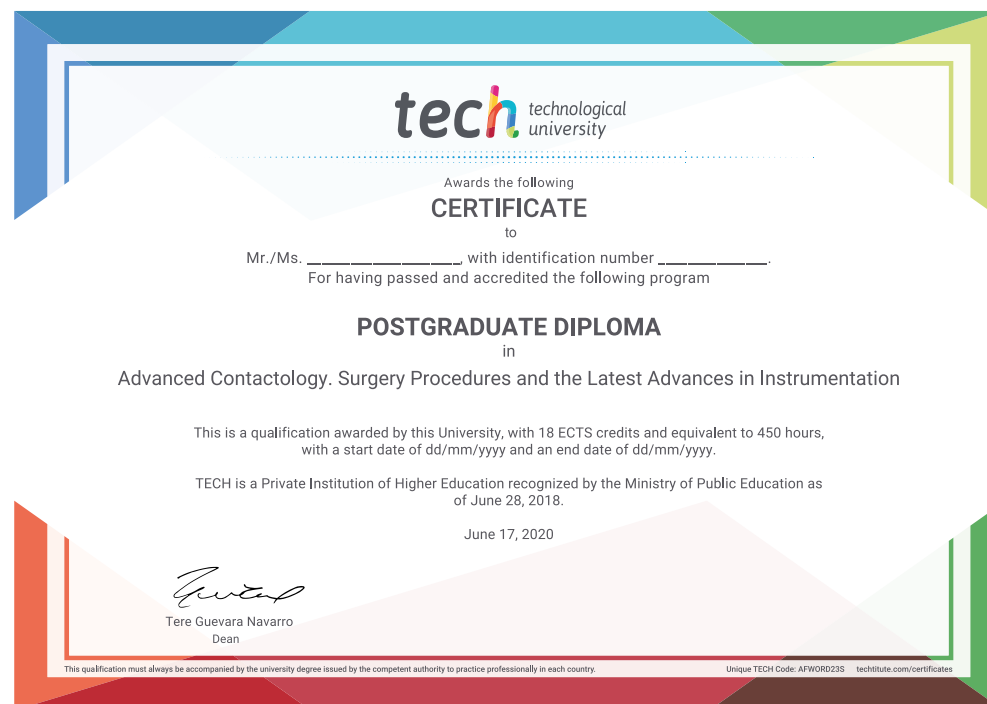 tech technological
university
Awards the following
CERTIFICATE
to
Mr./Ms. ____________________, with identification number ______________.
For having passed and accredited the following program
POSTGRADUATE DIPLOMA
in
Advanced Contactology. Surgery Procedures and the Latest Advances in Instrumentation
This is a qualification awarded by this University, with 18 ECTS credits and equivalent to 450 hours,
with a start date of dd/mm/yyyy and an end date of dd/mm/yyyy.
TECH is a Private Institution of Higher Education recognized by the Ministry of Public Education as
of June 28, 2018.
June 17, 2020
Tere Guevara Navarro
Dean
This qualification must always be accompanied by the university degree issued by the competent authority to practice professionally in each country. Unique TECH Code: AFWORD23S techtitute.com/certificates